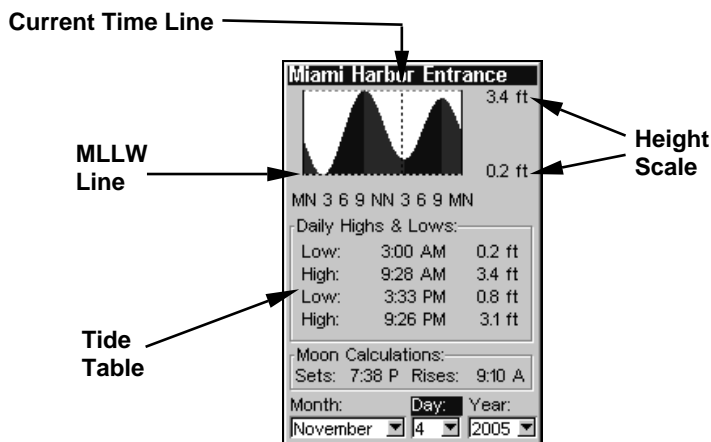 Current Time Line
Miami Harbor Entrance
3.4 ft
Height
Scale
MLLW
Line
0.2 ft
MN 3 6 9 NN 3 6 9 MN
Daily Highs & Lows:
Low: 3:00 AM 0.2 ft
High: 9:28 AM 3.4 ft
Low: 3:33 PM 0.8 ft
High: 9:26 PM 3.1 ft
Tide
Table
Moon Calculations:
Sets: 7:38 P Rises: 9:10 A
Month: Day: Year:
November 4 2005